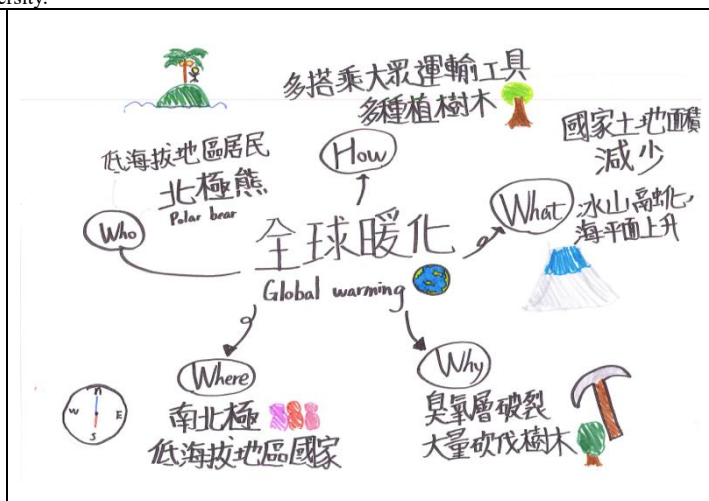 ersity.
多搭乘大眾運輸工具
多種植樹木
How
國家土地面積
減少
低海拔地區居民
北極熊
Polar bear
Who
What
冰山融化,
海平面上升
全球暖化
Global warming
Where
南北極
低海拔地區國家
n
W
E
S
Why
臭氧層破裂
大量砍伐樹木